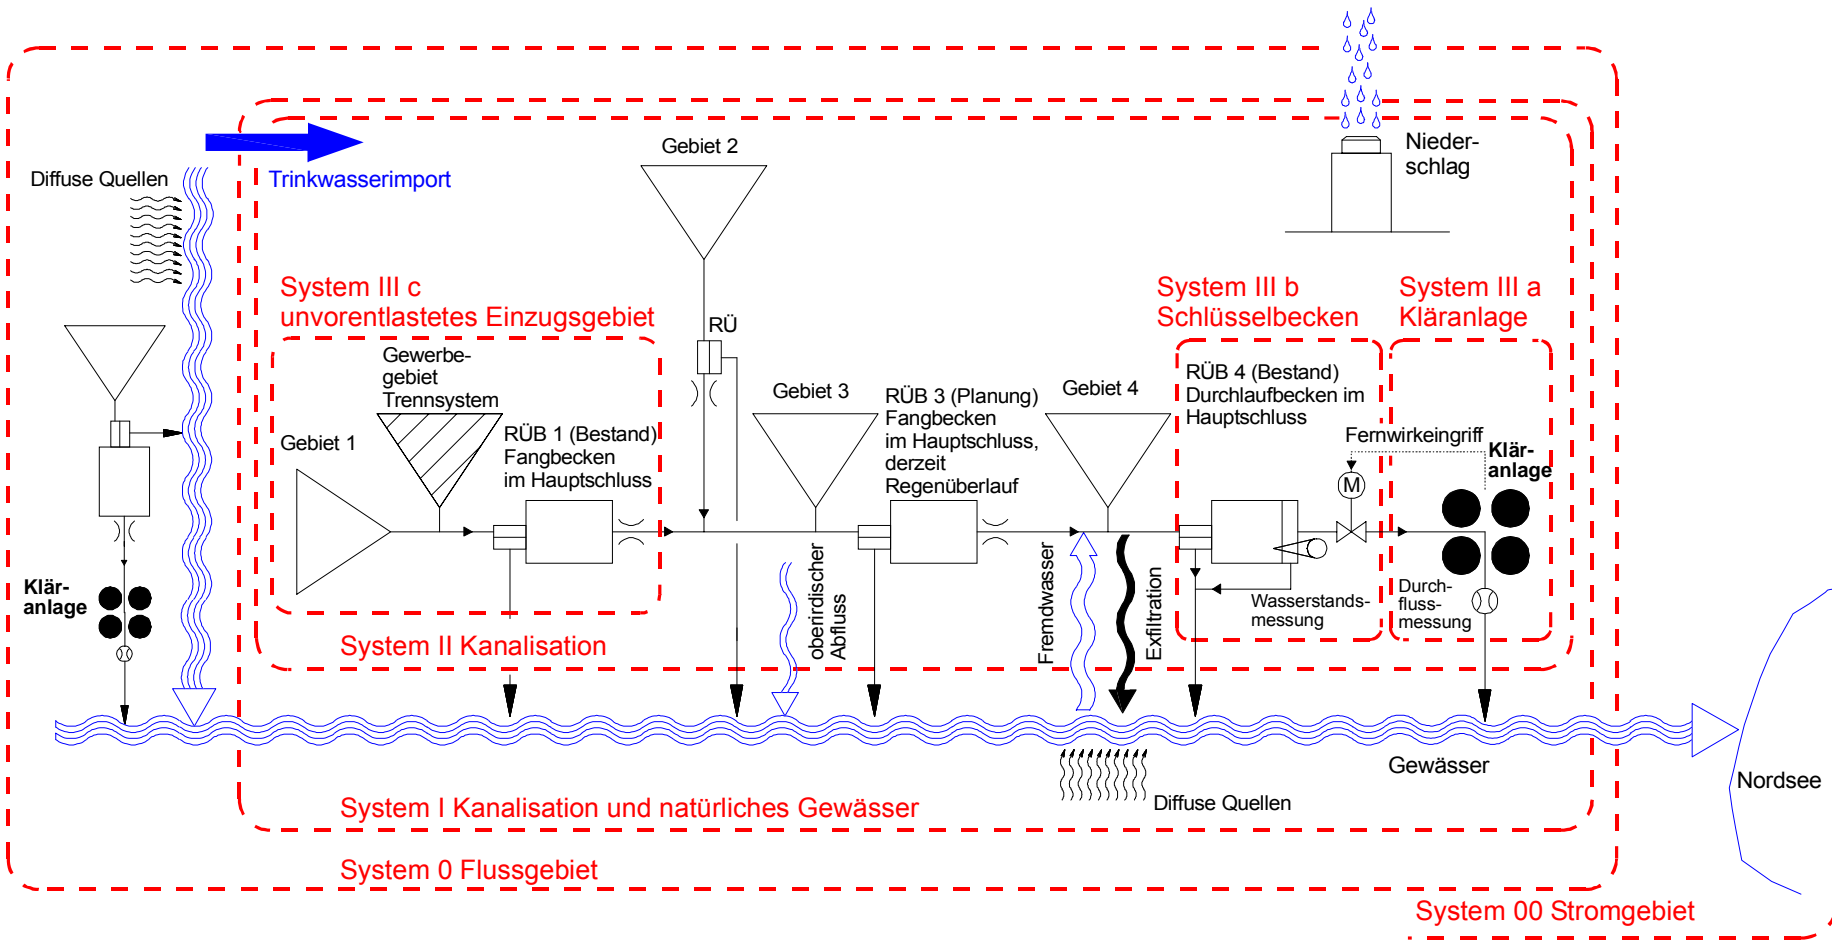 Nieder-
schlag
Gebiet 2
Diffuse Quellen
Trinkwasserimport
System III c
unvorentlastetes Einzugsgebiet
System III b
Schlüsselbecken
System III a
Kläranlage
RÜ
Gewerbe-
gebiet
Trennsystem
Gebiet 1
RÜB 1 (Bestand)
Fangbecken
im Hauptschluss
Gebiet 3
RÜB 3 (Planung)
Fangbecken
im Hauptschluss,
derzeit
Regenüberlauf
Gebiet 4
RÜB 4 (Bestand)
Durchlaufbecken im
Hauptschluss
Fernwirkeingriff
Klär-
anlage
M
Klär-
anlage
oberirdischer
Abfluss
Fremdwasser
Exfiltration
Wasserstands-
messung
Durch-
fluss-
messung
System II Kanalisation
Gewässer
Nordsee
Diffuse Quellen
System I Kanalisation und natürliches Gewässer
System 0 Flussgebiet
System 00 Stromgebiet